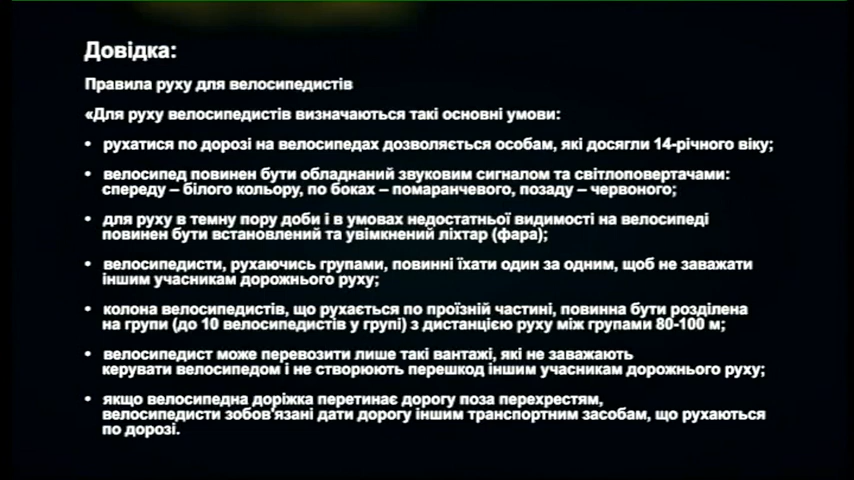 Довідка:
Правила руху для велосипедистів
«Для руху велосипедистів визначаються такі основні умови:
• рухатися по дорозі на велосипедах дозволяється особам, які досягли 14-річного віку;
• велосипед повинен бути обладнаний звуковим сигналом та світлоповертачами:
спереду – білого кольору, по боках – помаранчевого, позаду – червоного;
• для руху в темну пору доби і в умовах недостатньої видимості на велосипеді
повинен бути встановлений та увімкнений ліхтар (фара);
• велосипедисти, рухаючись групами, повинні їхати один за одним, щоб не заважати
іншим учасникам дорожнього руху;
• колона велосипедистів, що рухається по проїзній частині, повинна бути розділена
на групи (до 10 велосипедистів у групі) з дистанцією руху між групами 80-100 м;
• велосипедист може перевозити лише такі вантажі, які не заважають
керувати велосипедом і не створюють перешкод іншим учасникам дорожнього руху;
• якщо велосипедна доріжка перетинає дорогу поза перехрестям,
велосипедисти зобов'язані дати дорогу іншим транспортним засобам, що рухаються
по дорозі.